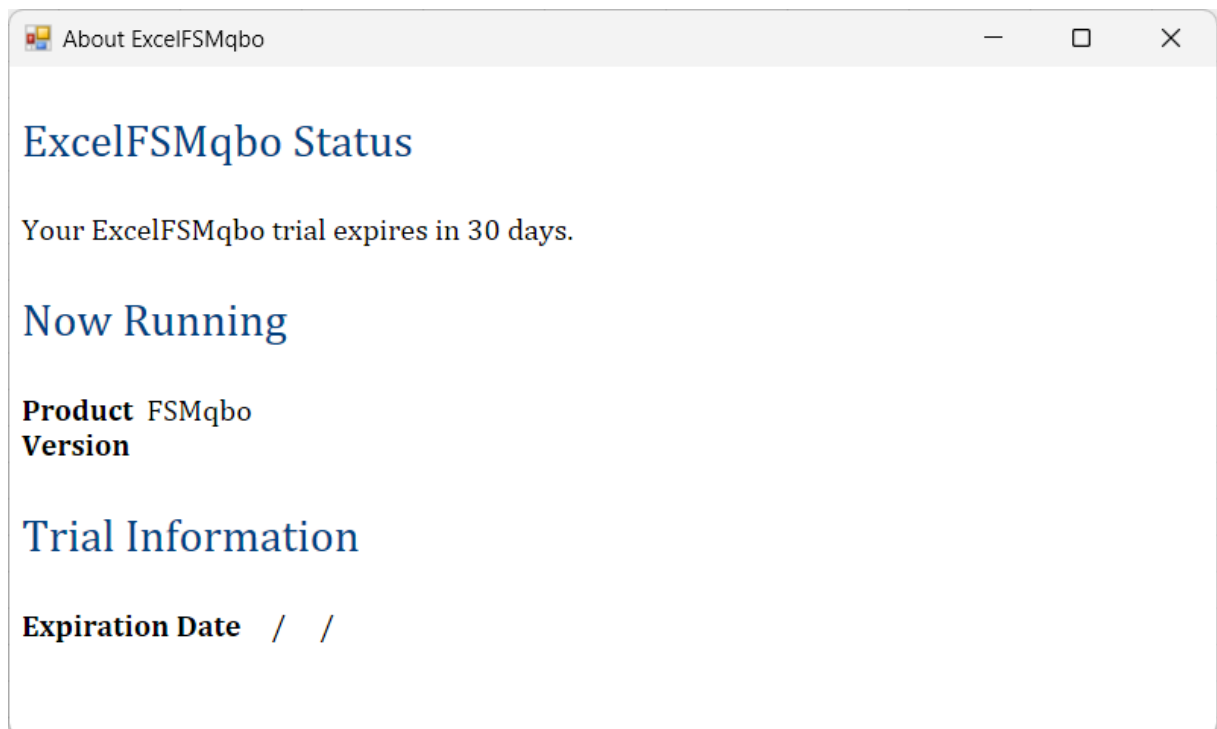 About ExcelFSMqbo
ExcelFSMqbo Status
Your ExcelFSMqbo trial expires in 30 days.
Now Running
Product FSMqbo
Version
Trial Information
Expiration Date / /